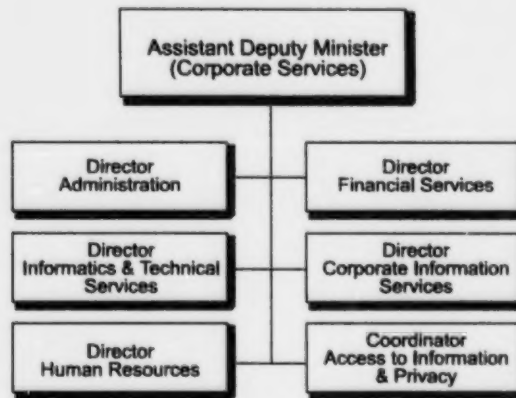 Assistant Deputy Minister
(Corporate Services)
Director
Administration
Director
Financial Services
Director
Informatics & Technical
Services
Director
Corporate Information
Services
Director
Human Resources
Coordinator
Access to Information
& Privacy